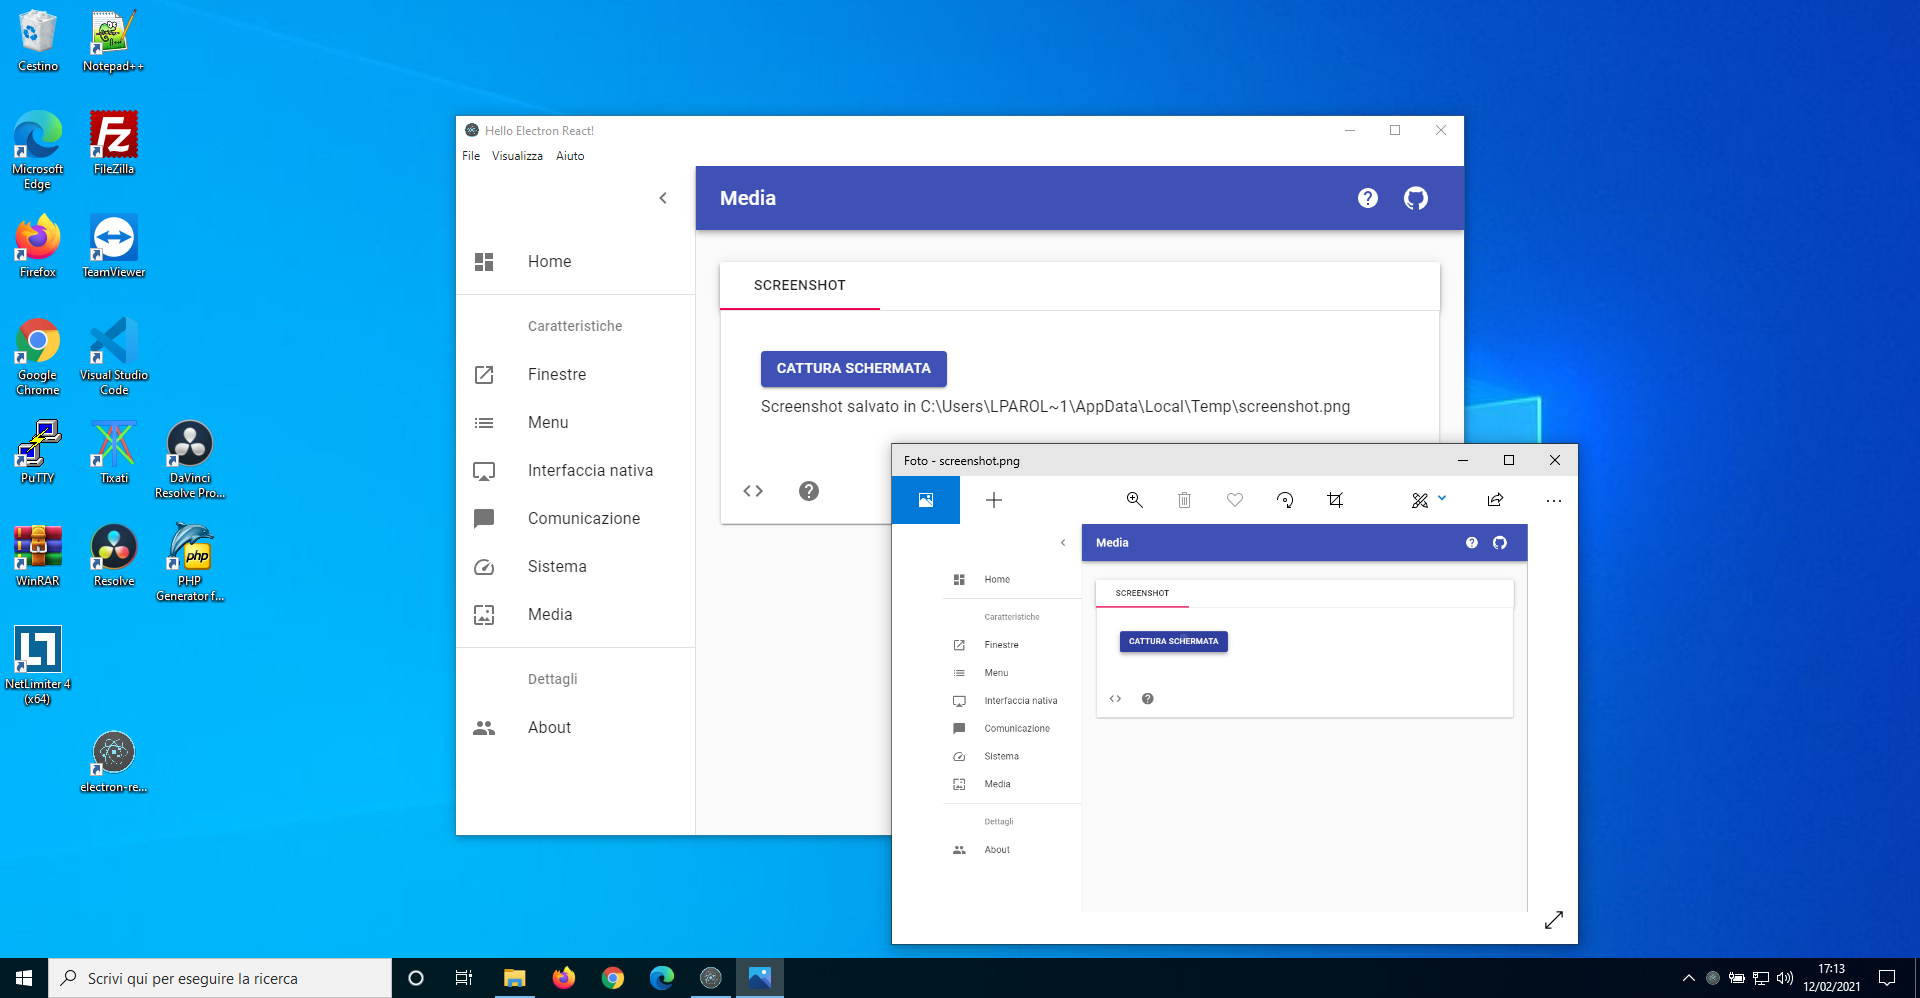 Cestino
Notepad++
Microsoft
Edge
FileZilla
Firefox
TeamViewer
Google
Chrome
Visual Studio
Code
PuTTY
Tixati
DaVinci
Resolve Pro...
WinRAR
Resolve
PHP
Generator f...
NetLimiter 4
(x64)
electron-re...
Hello Electron React!
File Visualizza Aiuto
Media
Home
Caratteristiche
Finestre
Menu
Interfaccia nativa
Comunicazione
Sistema
Media
Dettagli
About
SCREENSHOT
CATTURA SCHERMATA
Screenshot salvato in C:\Users\LPAROL~1\AppData\Local\Temp\screenshot.png
Foto - screenshot.png
Media
Home
Caratteristiche
Finestre
Menu
Interfaccia nativa
Comunicazione
Sistema
Media
Dettagli
About
SCREENSHOT
CATTURA SCHERMATA
Scrivi qui per eseguire la ricerca
17:13
12/02/2021